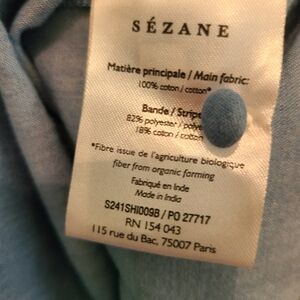 SÉZANE
Matière principale / Main fabric:
100% coton / cotton*
Bande / Stripe
82% polyester /
18% coton / cotton
*Fibre issue de l'agriculture biologique
fiber from organic farming
Fabriqué en Inde
Made in India
S241SHI009B / PO 27717
RN 154 043
115 rue du Bac, 75007 Paris